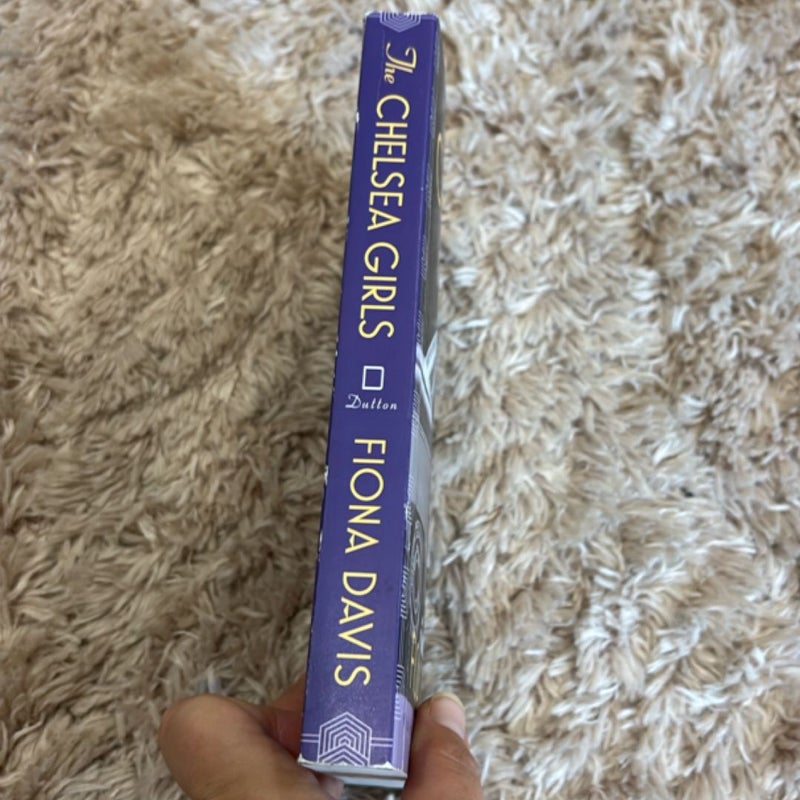 The CHELSEA GIRLS
Dutton
FIONA DAVIS